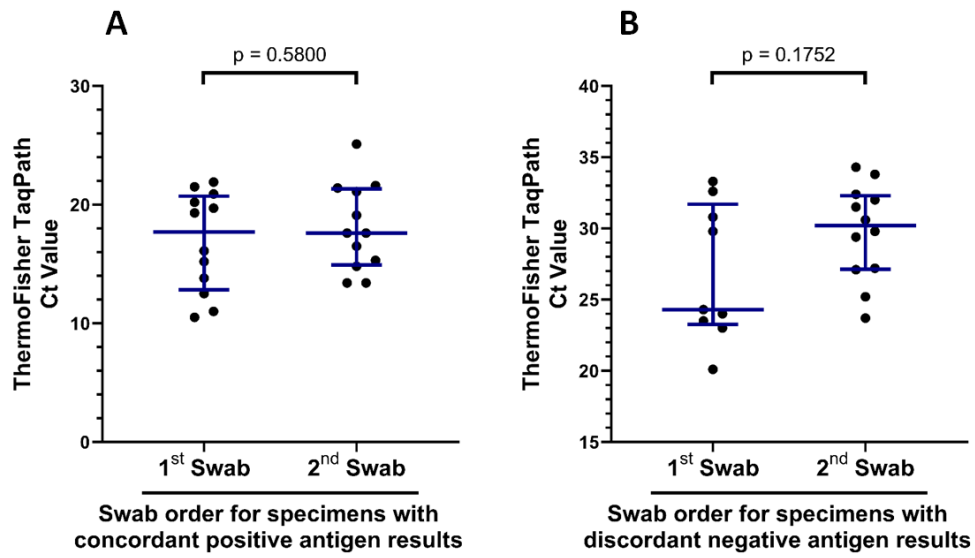 A
p = 0.5800
30
20
10
0
ThermoFisher TaqPath
Ct Value
1st Swab
2nd Swab
Swab order for specimens with
concordant positive antigen results
B
p = 0.1752
40
35
30
25
20
15
ThermoFisher TaqPath
Ct Value
1st Swab
2nd Swab
Swab order for specimens with
discordant negative antigen results